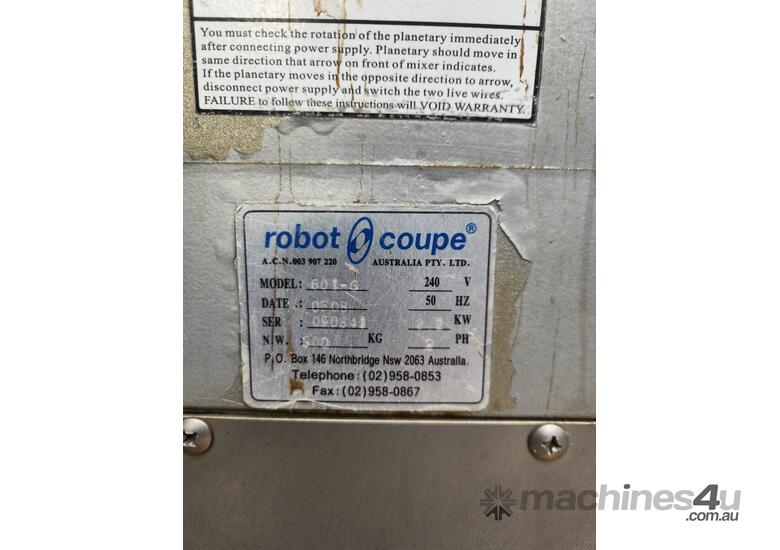 You must check the rotation of the planetary immediately
after connecting power supply. Planetary should move in
same direction that arrow on front of mixer indicates.
If the planetary moves in the opposite direction to arrow,
disconnect power supply and switch the two live wires.
FAILURE to follew these instructions will VOID WARRANTY.
robot coupe®
A.C.N.003 907 220 AUSTRALIA PTY. LTD.
MODEL: 240 V
DATE .: 50 HZ
SER : KW
N.W. : KG PH
P.O. Box 146 Northbridge Nsw 2063 Australia.
Telephone:(02)958-0853
Fax:(02)958-0867
machines4u
.com.au